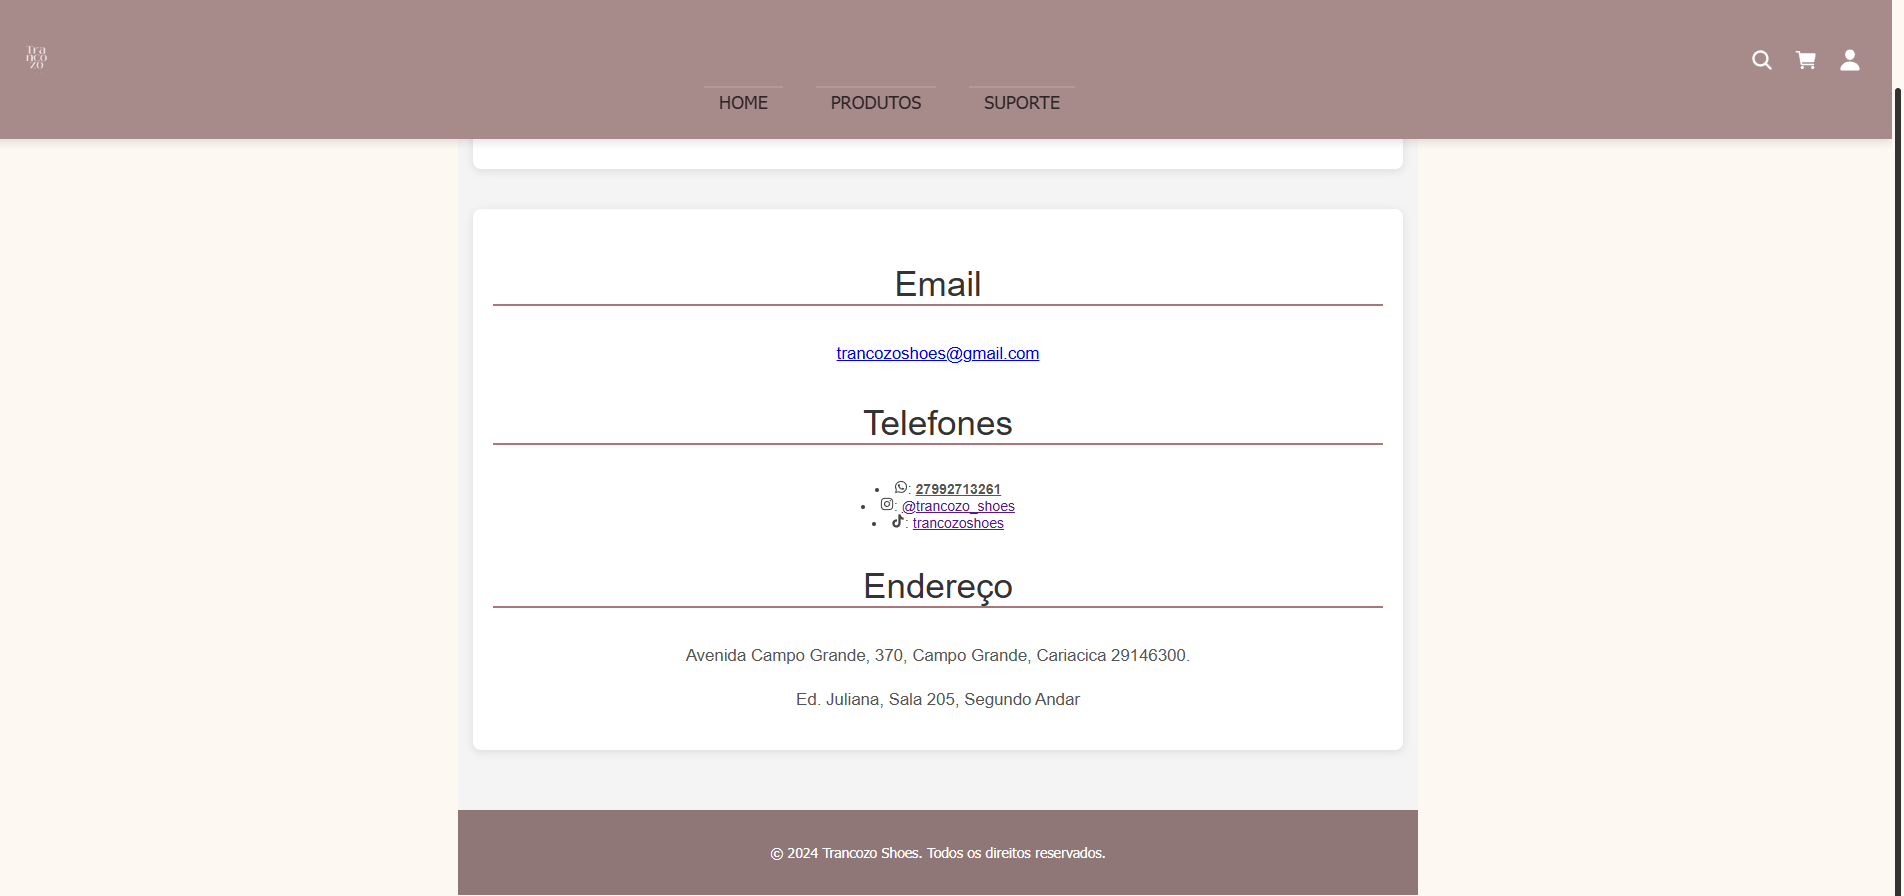 Tra
nco
zo
HOME PRODUTOS SUPORTE
Email
trancozoshoes@gmail.com
Telefones
: 27992713261
: @trancozo_shoes
: trancozoshoes
Endereço
Avenida Campo Grande, 370, Campo Grande, Cariacica 29146300.
Ed. Juliana, Sala 205, Segundo Andar
© 2024 Trancozo Shoes. Todos os direitos reservados.